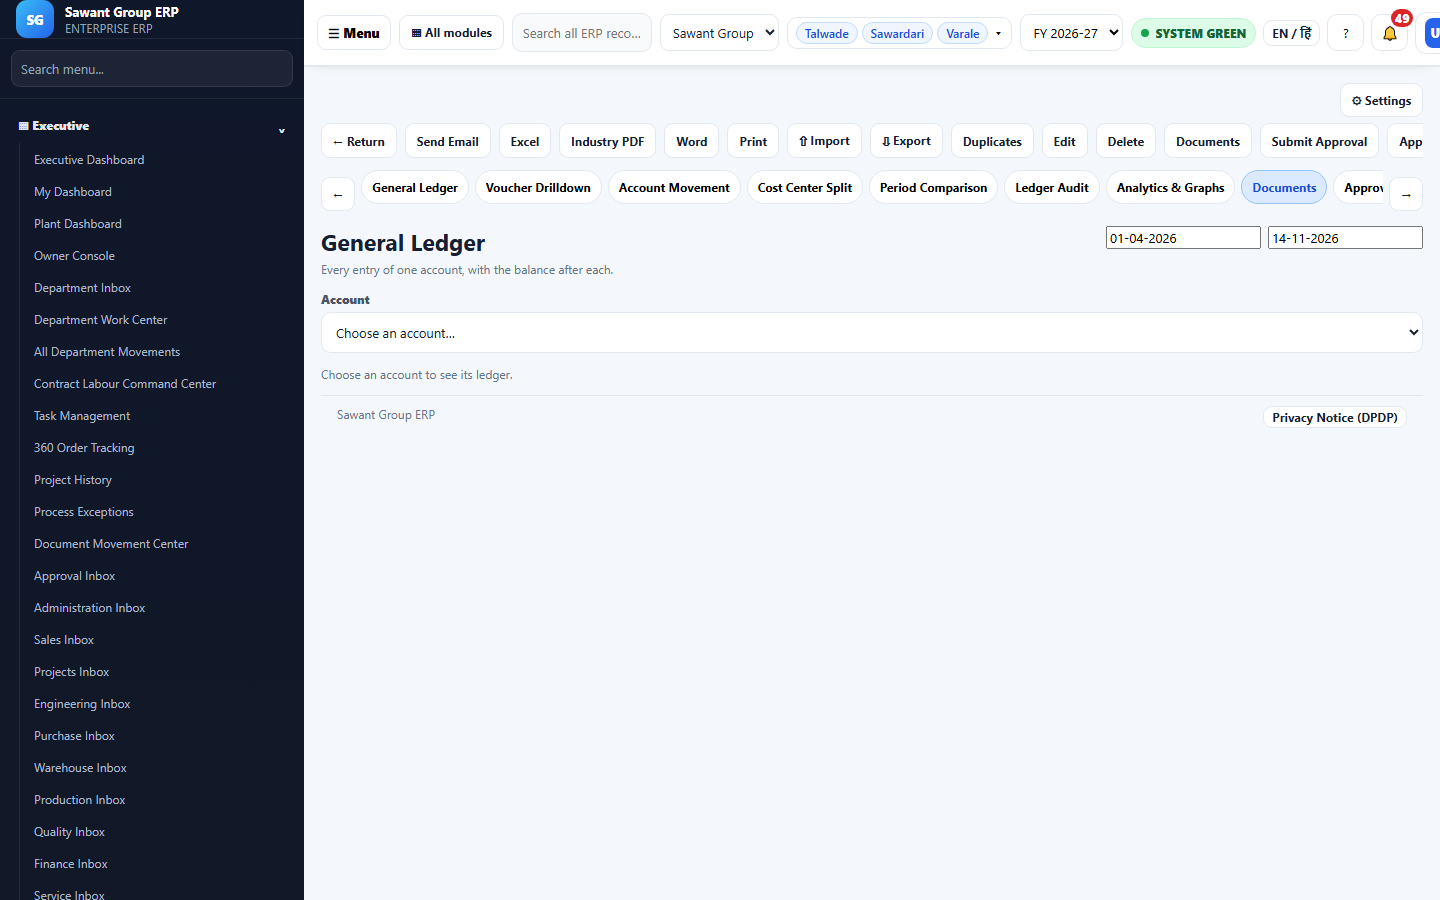 SG
Sawant Group ERP
ENTERPRISE ERP
Search menu...
Executive
Executive Dashboard
My Dashboard
Plant Dashboard
Owner Console
Department Inbox
Department Work Center
All Department Movements
Contract Labour Command Center
Task Management
360 Order Tracking
Project History
Process Exceptions
Document Movement Center
Approval Inbox
Administration Inbox
Sales Inbox
Projects Inbox
Engineering Inbox
Purchase Inbox
Warehouse Inbox
Production Inbox
Quality Inbox
Finance Inbox
Service Inbox
☰ Menu All modules Search all ERP reco... Sawant Group Talwade Sawardari Varale FY 2026-27 SYSTEM GREEN EN / हिं ? 49 U
⚙ Settings
← Return Send Email Excel Industry PDF Word Print ⇧ Import ⇩ Export Duplicates Edit Delete Documents Submit Approval App
← General Ledger Voucher Drilldown Account Movement Cost Center Split Period Comparison Ledger Audit Analytics & Graphs Documents Approv →
General Ledger 01-04-2026 14-11-2026
Every entry of one account, with the balance after each.
Account
Choose an account...
Choose an account to see its ledger.
Sawant Group ERP Privacy Notice (DPDP)